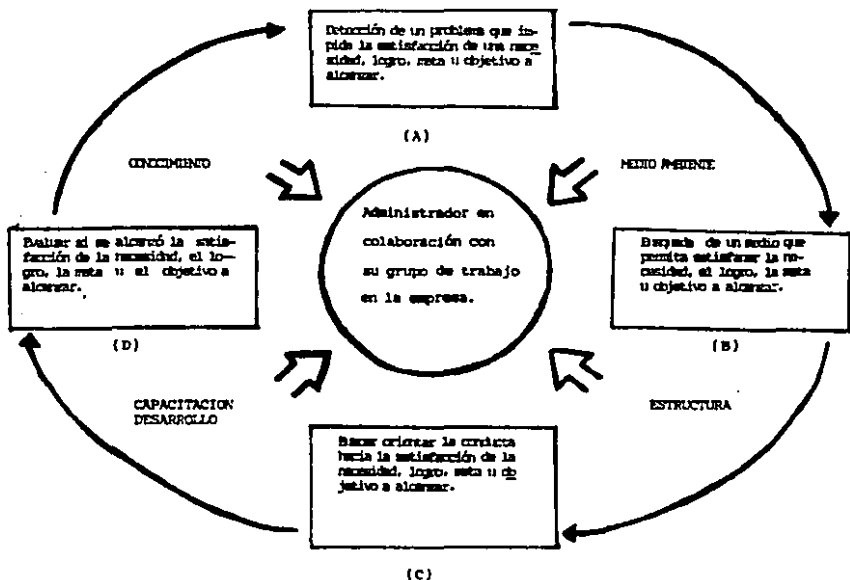 Detección de un problema que im-
pide la satisfacción de una nece
sidad, logro, meta u objetivo a
alcanzar.
(A)
CONOCIMIENTO
MEDIO AMBIENTE
Administrador en
colaboración con
su grupo de trabajo
en la empresa.
Evaluar si se alcanzó la satis-
facción de la necesidad, el lo-
gro, la meta u el objetivo a
alcanzar.
(D)
Búsqueda de un medio que
permita satisfacer la ne-
cesidad, el logro, la meta
u objetivo a alcanzar.
(B)
CAPACITACION
DESARROLLO
ESTRUCTURA
orientar la conducta
hacia la satisfacción de la
necesidad, logro, meta u ob
jetivo a alcanzar.
(C)